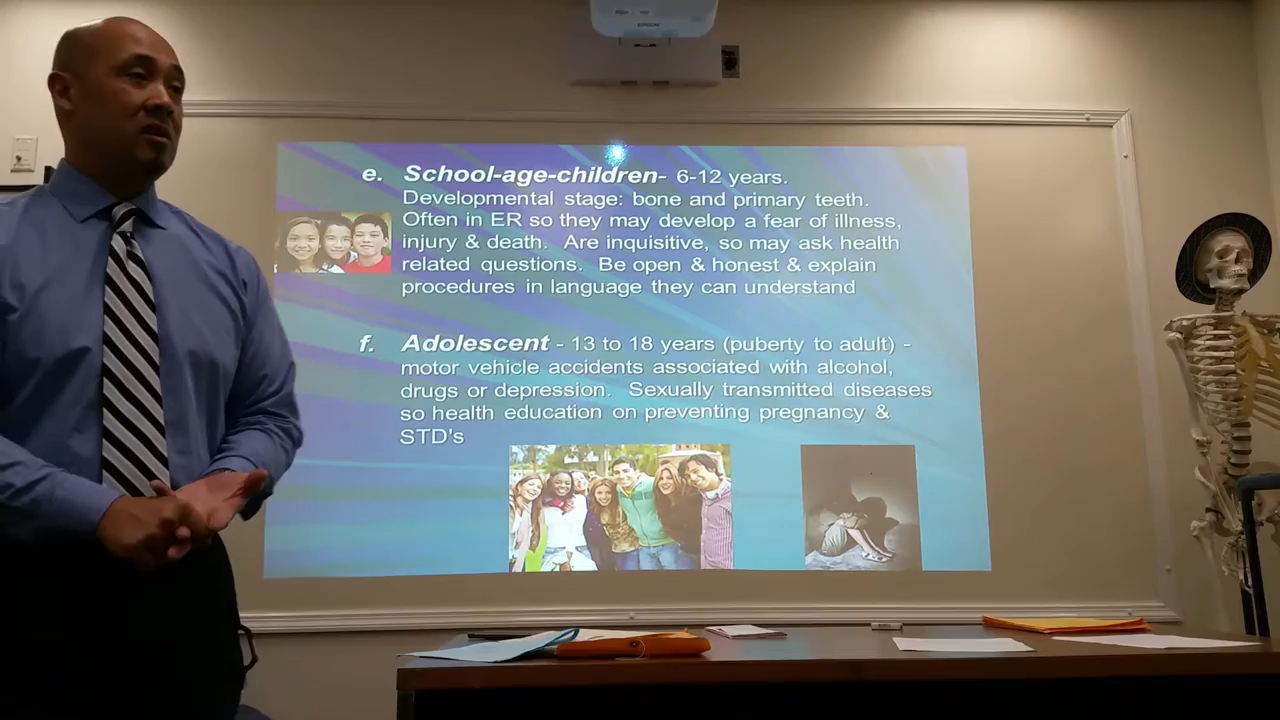 EPSON
e. School-age-children- 6-12 years.
Developmental stage: bone and primary teeth.
Often in ER so they may develop a fear of illness,
injury & death. Are inquisitive, so may ask health
related questions. Be open & honest & explain
procedures in language they can understand
f. Adolescent - 13 to 18 years (puberty to adult) -
motor vehicle accidents associated with alcohol,
drugs or depression. Sexually transmitted diseases
so health education on preventing pregnancy &
STD's